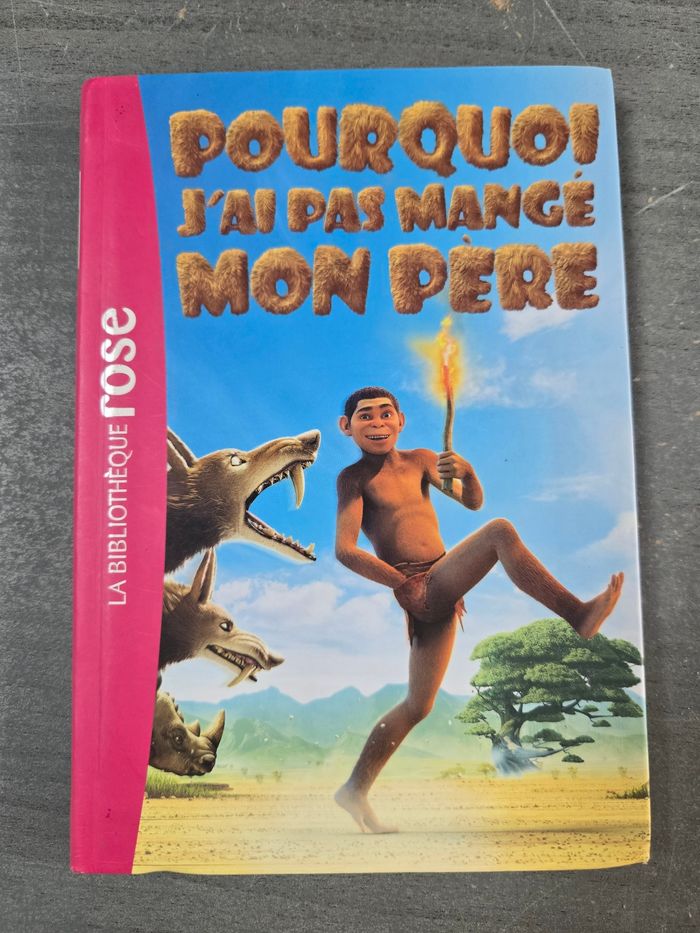 POURQUOI
J'AI PAS MANGÉ
MON PÈRE
LA BIBLIOTHÈQUE rose